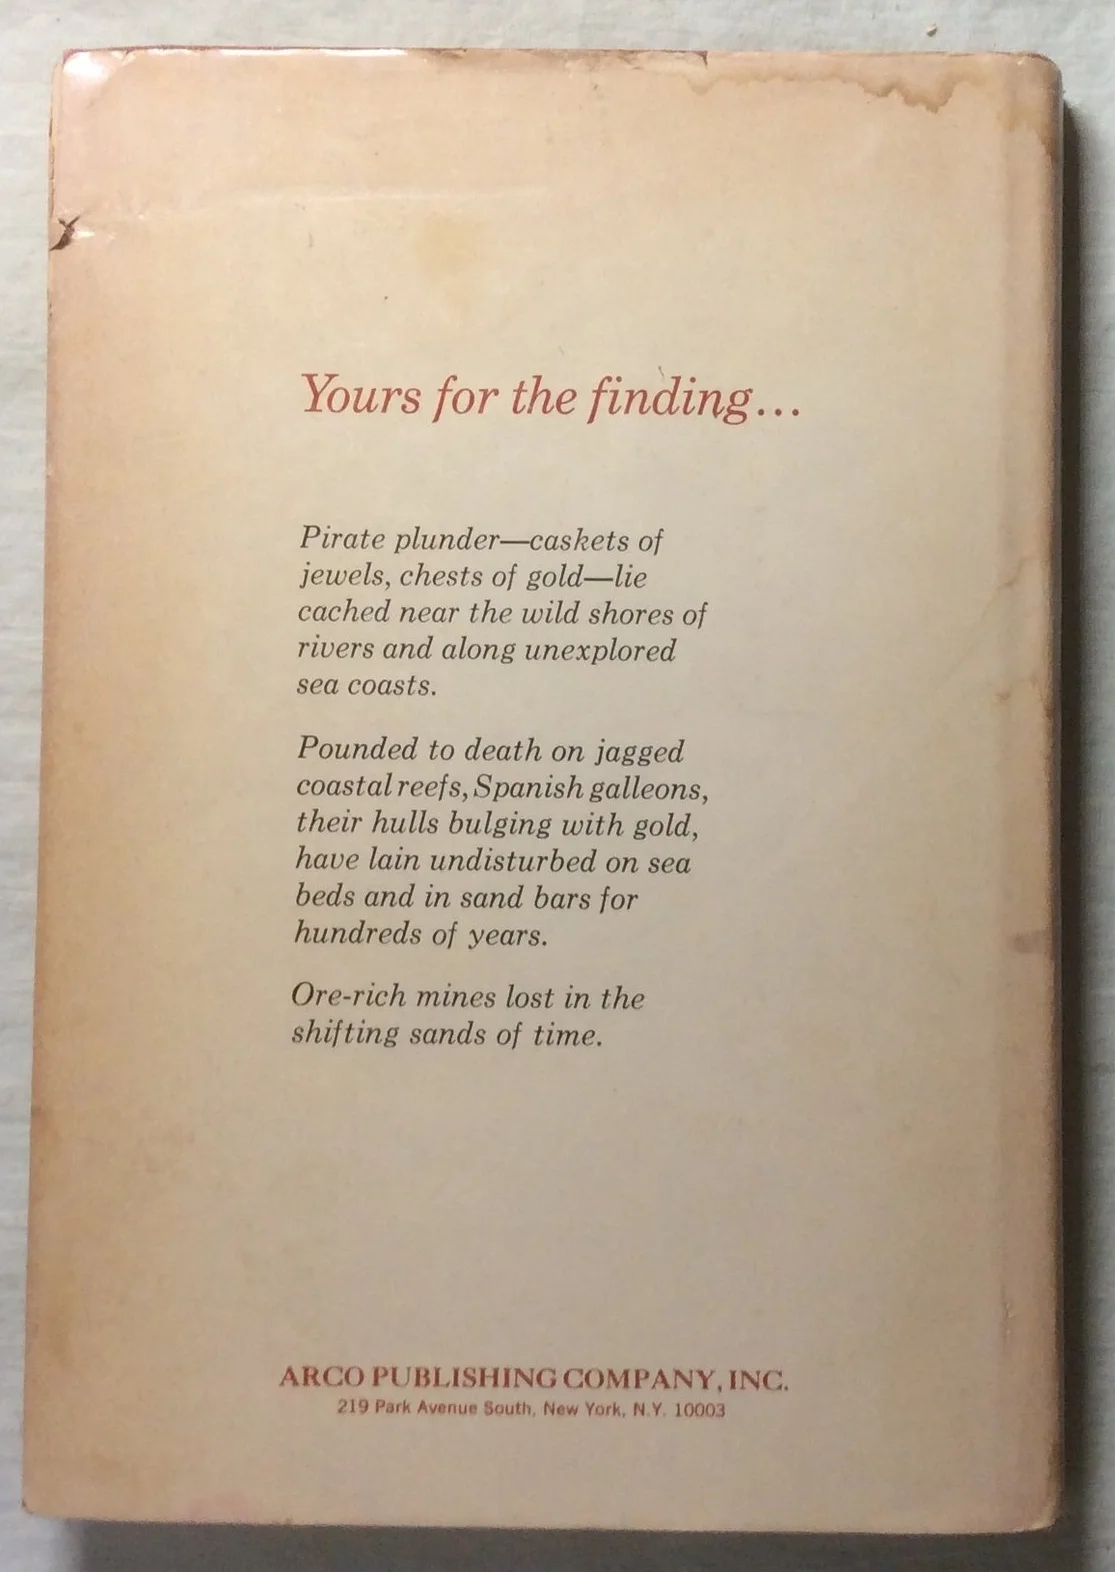 Yours for the finding...
Pirate plunder—caskets of
jewels, chests of gold—lie
cached near the wild shores of
rivers and along unexplored
sea coasts.
Pounded to death on jagged
coastal reefs, Spanish galleons,
their hulls bulging with gold,
have lain undisturbed on sea
beds and in sand bars for
hundreds of years.
Ore-rich mines lost in the
shifting sands of time.
ARCO PUBLISHING COMPANY, INC.
219 Park Avenue South, New York, N.Y. 10003